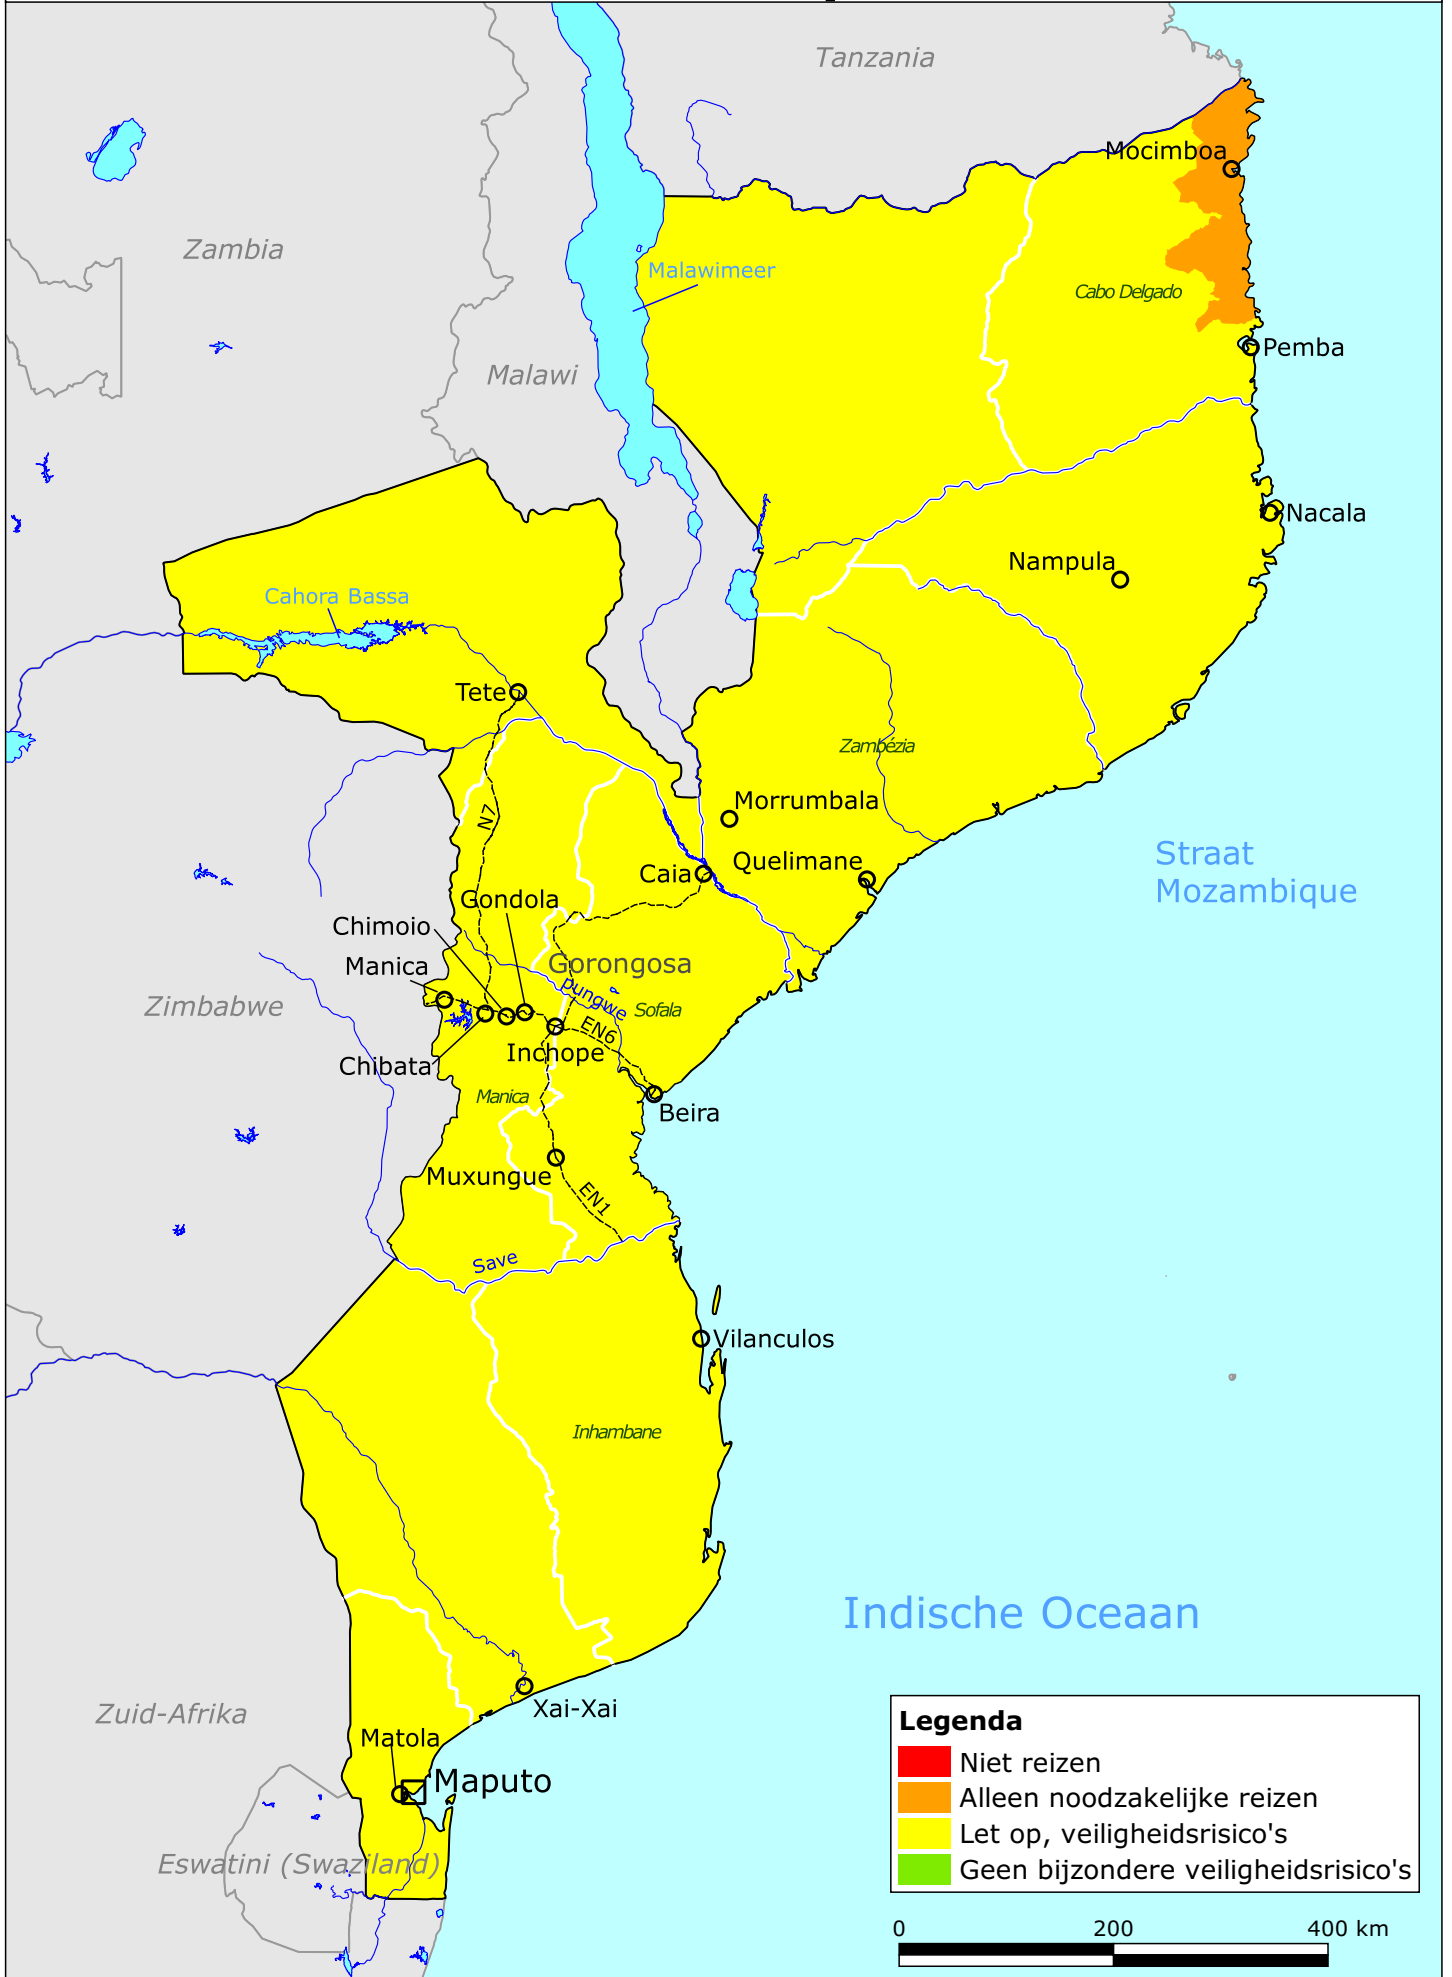 Tanzania
Mocimboa
Zambia
Malawimeer
Cabo Delgado
Pemba
Malawi
Nacala
Nampula
Cahora Bassa
Tete
Zambézia
Morrumbala
N7
Straat
Mozambique
Quelimane
Caia
Gondola
Chimoio
Manica
Gorongosa
pungwe
Sofala
Zimbabwe
EN6
Inchope
Chibata
Manica
Beira
Muxungue
EN1
Save
Vilanculos
Inhambane
Indische Oceaan
Xai-Xai
Zuid-Afrika
Matola
Maputo
Eswatini (Swaziland)
Legenda
Niet reizen
Alleen noodzakelijke reizen
Let op, veiligheidsrisico's
Geen bijzondere veiligheidsrisico's
0 200 400 km